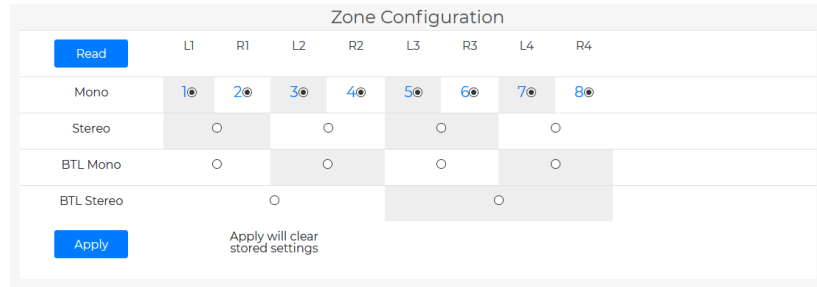 Zone Configuration
Read L1 R1 L2 R2 L3 R3 L4 R4
Mono 1 2 3 4 5 6 7 8
Stereo
BTL Mono
BTL Stereo
Apply Apply will clear
stored settings